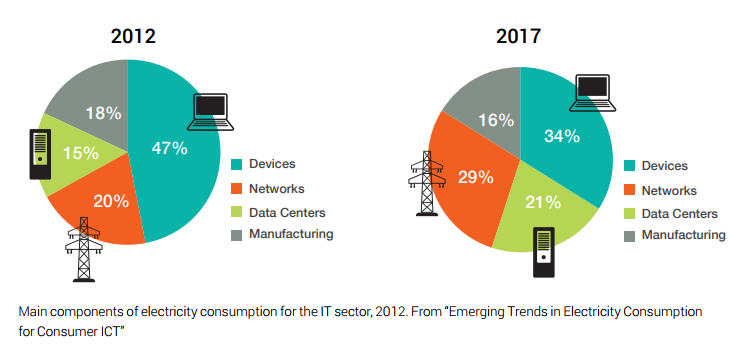 2012
18%
47%
15%
20%
Devices
Networks
Data Centers
Manufacturing
2017
16%
34%
29%
21%
Devices
Networks
Data Centers
Manufacturing
Main components of electricity consumption for the IT sector, 2012. From “Emerging Trends in Electricity Consumption
for Consumer ICT”